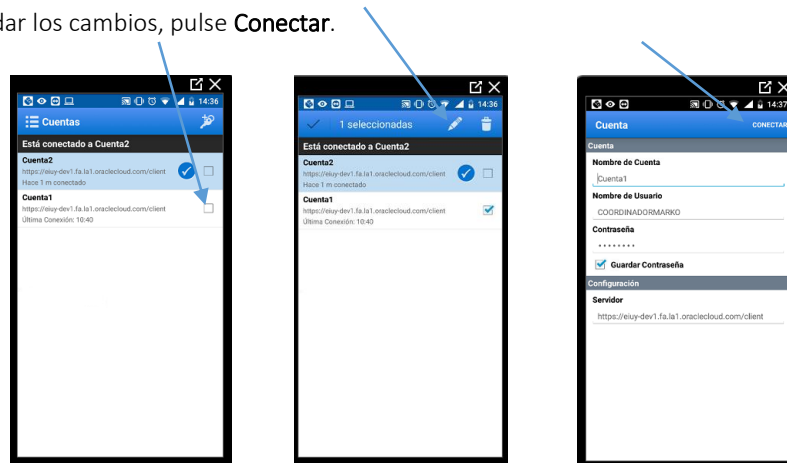 dar los cambios, pulse Conectar.
14:36
Cuentas
Está conectado a Cuenta2
Cuenta2
https://eiuy-dev1.fa.la1.oraclecloud.com/client
Hace 1 m conectado
Cuenta1
https://eiuy-dev1.fa.la1.oraclecloud.com/client
Última Conexión: 10:40
14:36
1 seleccionadas
Está conectado a Cuenta2
Cuenta2
https://eiuy-dev1.fa.la1.oraclecloud.com/client
Hace 1 m conectado
Cuenta1
https://eiuy-dev1.fa.la1.oraclecloud.com/client
Última Conexión: 10:40
14:37
Cuenta CONECTAR
Cuenta
Nombre de Cuenta
Cuenta1
Nombre de Usuario
COORDINADORMARKO
Contraseña
........
Guardar Contraseña
Configuración
Servidor
https://eiuy-dev1.fa.la1.oraclecloud.com/client